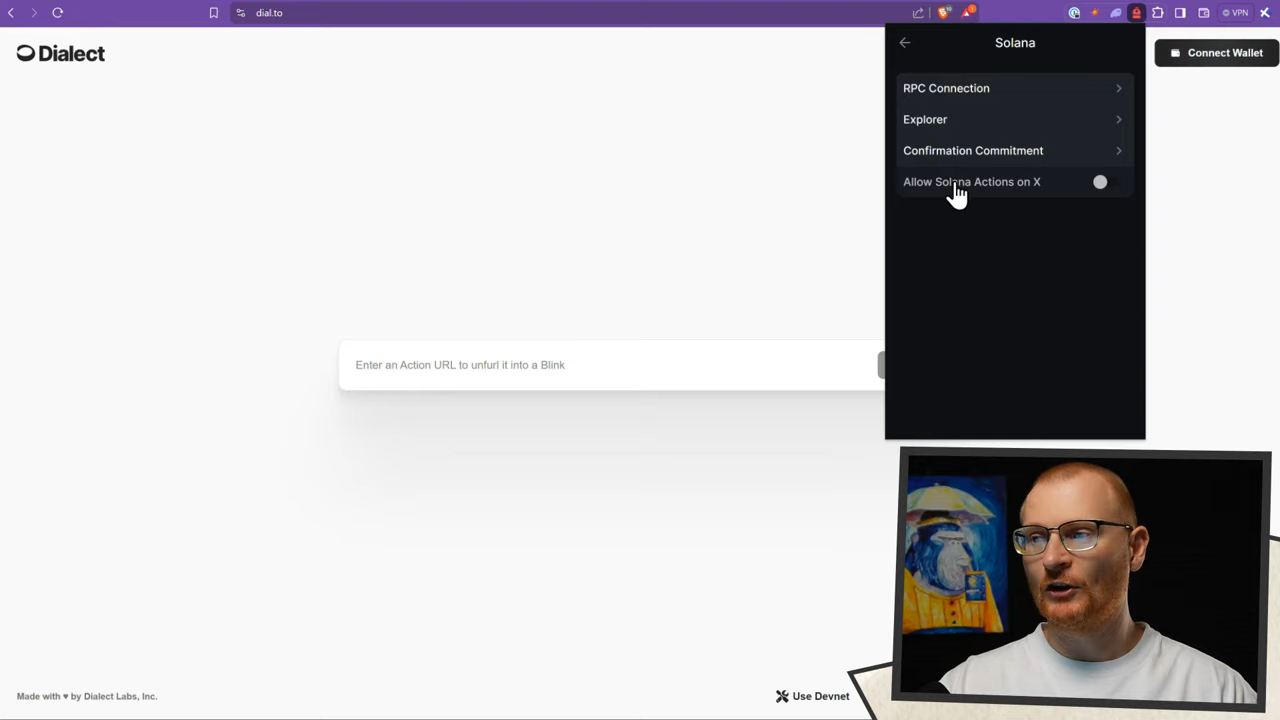 dial.to
VPN
Dialect
Solana
Connect Wallet
RPC Connection
Explorer
Confirmation Commitment
Allow Solana Actions on X
Enter an Action URL to unfurl it into a Blink
Made with ♥ by Dialect Labs, Inc.
Use Devnet